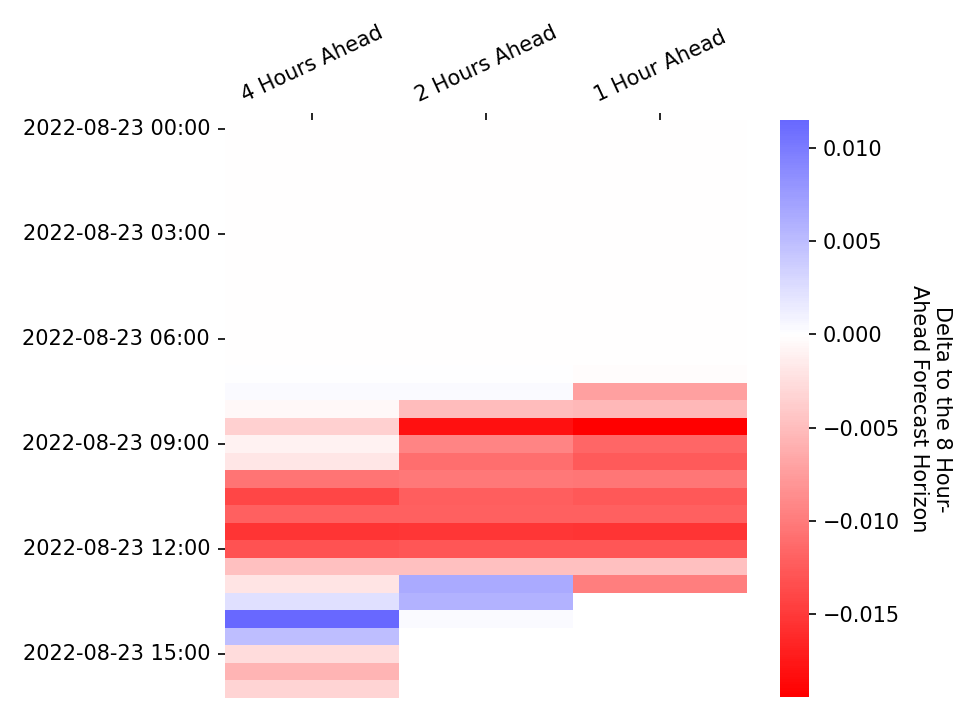 4 Hours Ahead
2 Hours Ahead
1 Hour Ahead
2022-08-23 00:00
2022-08-23 03:00
2022-08-23 06:00
2022-08-23 09:00
2022-08-23 12:00
2022-08-23 15:00
0.010
0.005
0.000
−0.005
−0.010
−0.015
Delta to the 8 Hour-
Ahead Forecast Horizon